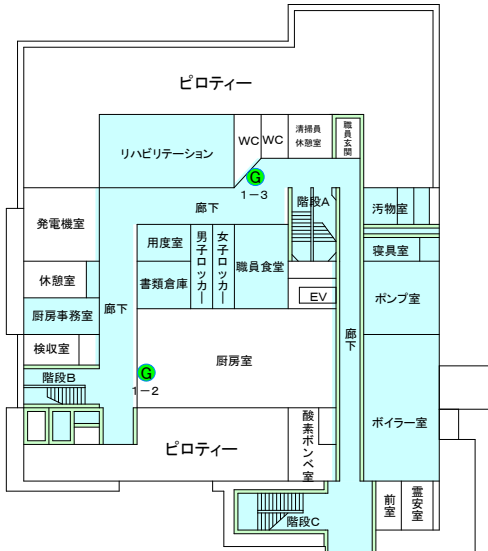 ピロティー
リハビリテーション
WC
WC
清掃員
休憩室
職員玄関
G
1-3
階段A
廊下
汚物室
発電機室
用度室
男子ロッカー
女子ロッカー
職員食堂
寝具室
休憩室
書類倉庫
EV
ポンプ室
廊下
厨房事務室
廊下
検収室
厨房室
G
1-2
階段B
ボイラー室
酸素ボンベ室
ピロティー
前室
霊安室
階段C